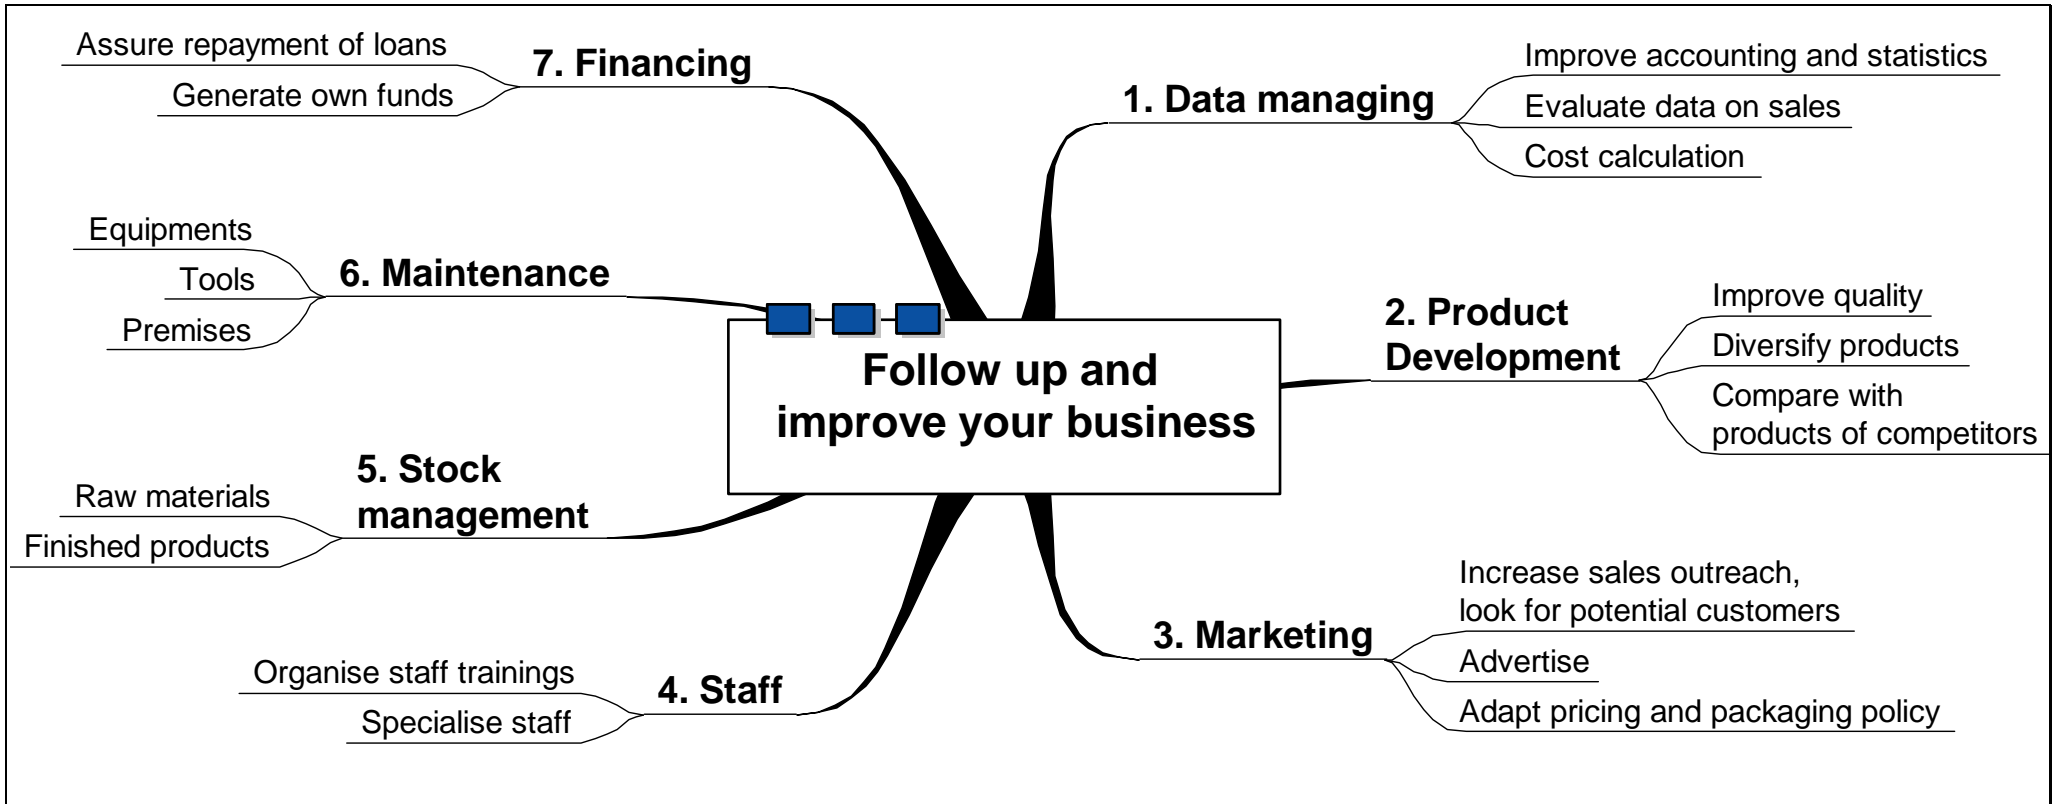 Follow up and
improve your business
1. Data managing
Improve accounting and statistics
Evaluate data on sales
Cost calculation
2. Product
Development
Improve quality
Diversify products
Compare with
products of competitors
3. Marketing
Increase sales outreach,
look for potential customers
Advertise
Adapt pricing and packaging policy
4. Staff
Organise staff trainings
Specialise staff
5. Stock
management
Raw materials
Finished products
6. Maintenance
Equipments
Tools
Premises
7. Financing
Assure repayment of loans
Generate own funds